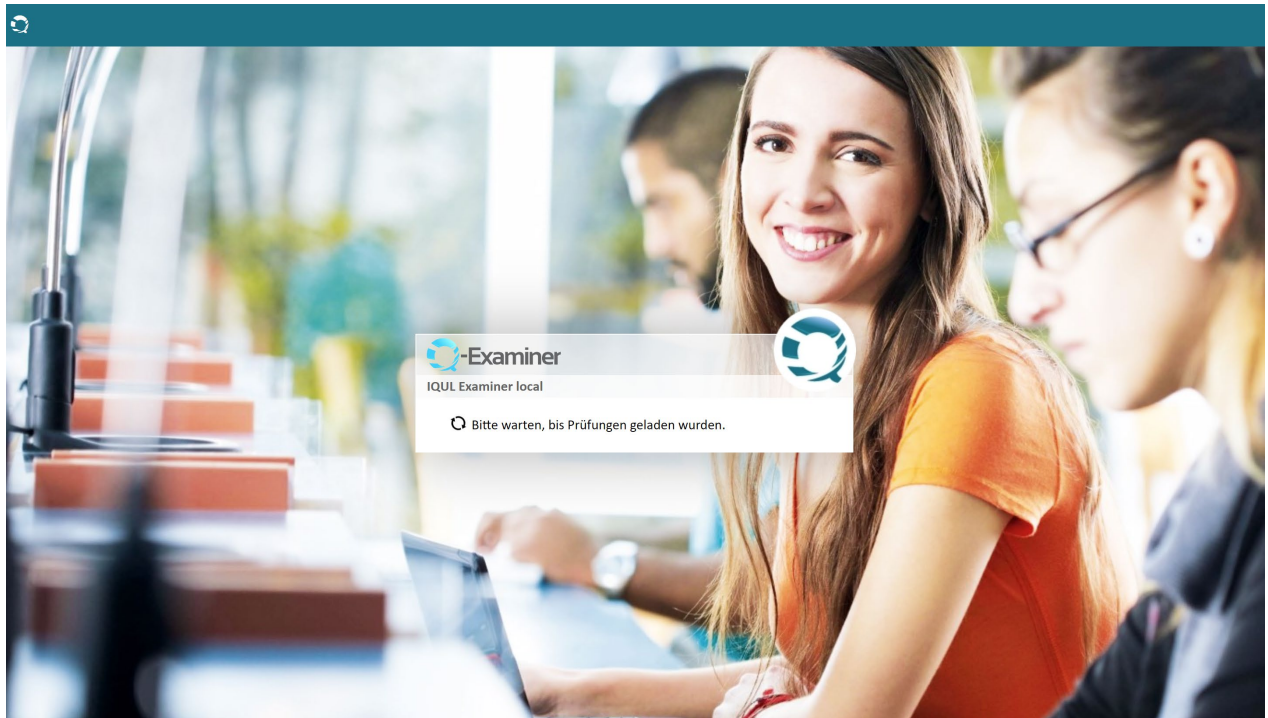 Q-Examiner
IQUL Examiner local
Bitte warten, bis Prüfungen geladen wurden.